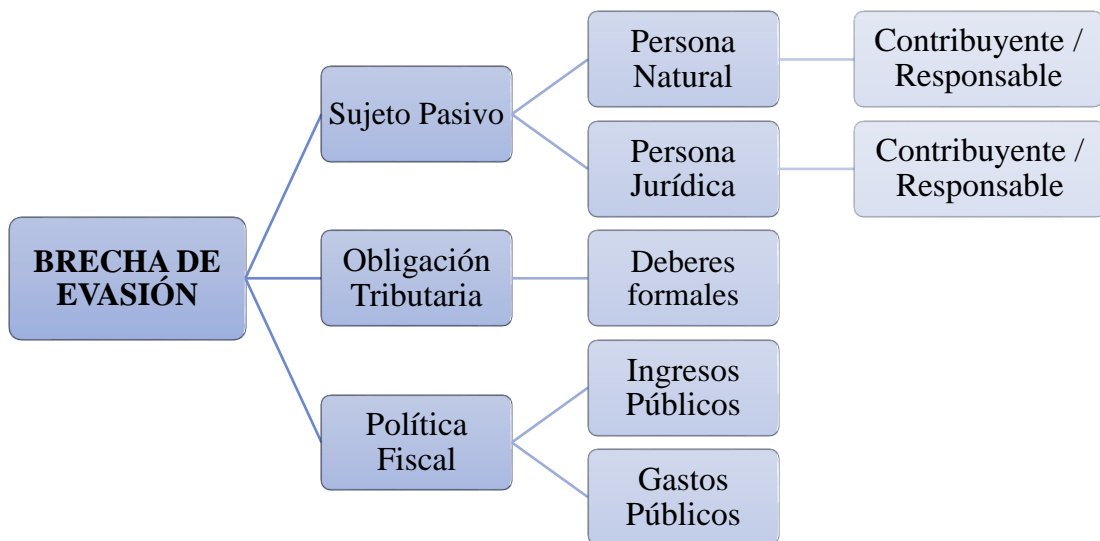 BRECHA DE
EVASIÓN
Sujeto Pasivo
Persona
Natural
Contribuyente /
Responsable
Persona
Jurídica
Contribuyente /
Responsable
Obligación
Tributaria
Deberes
formales
Política
Fiscal
Ingresos
Públicos
Gastos
Públicos